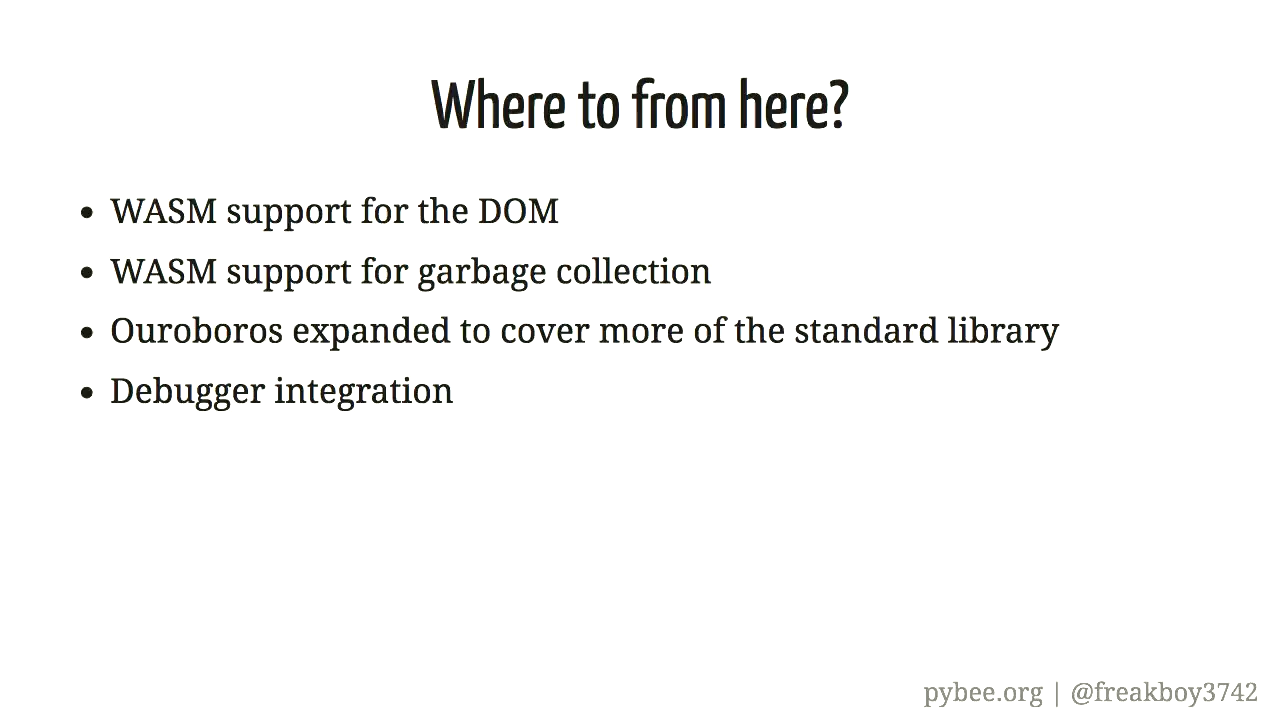 Where to from here?
WASM support for the DOM
WASM support for garbage collection
Ouroboros expanded to cover more of the standard library
Debugger integration
pybee.org | @freakboy3742